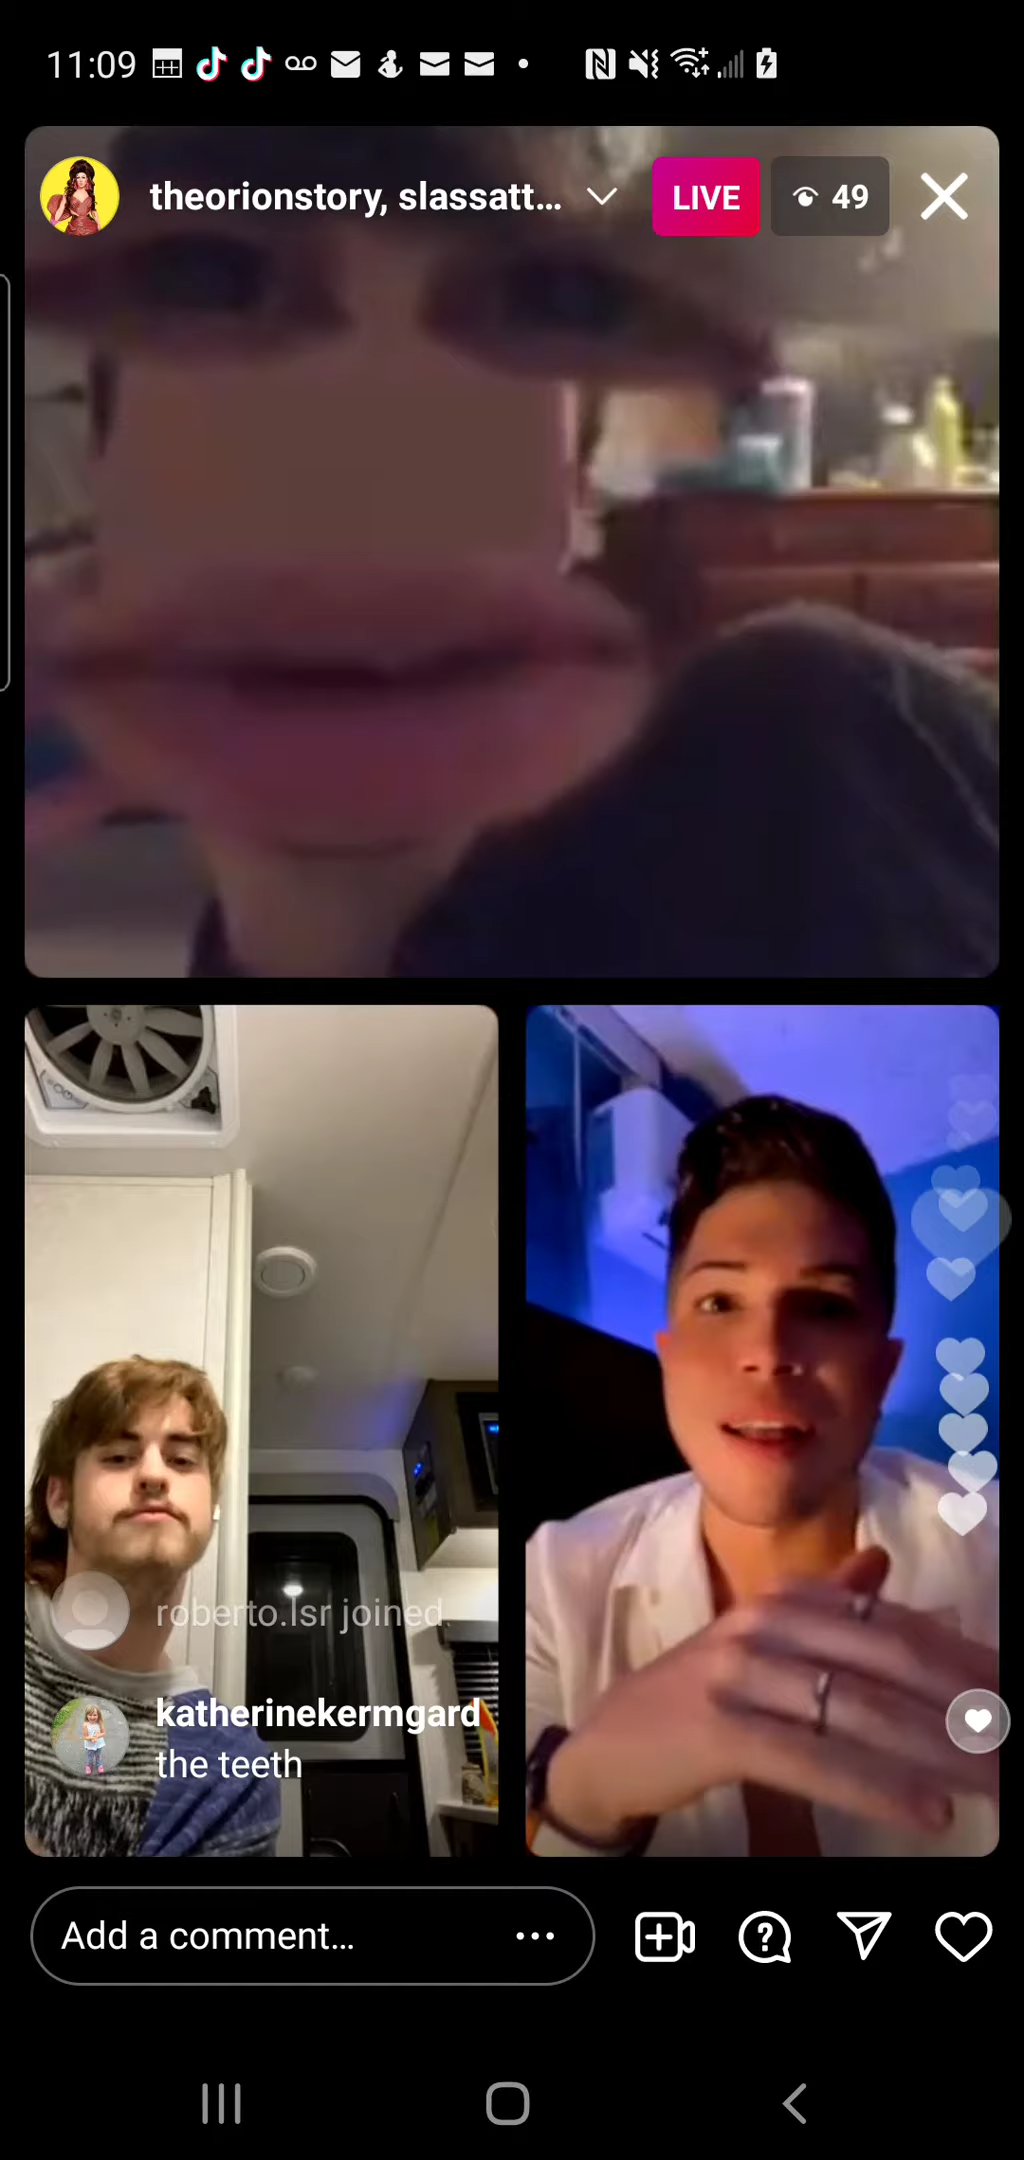 11:09
theorionstory, slassatt...
LIVE
49
roberto.lsr joined
katherinekermgard
the teeth
Add a comment...